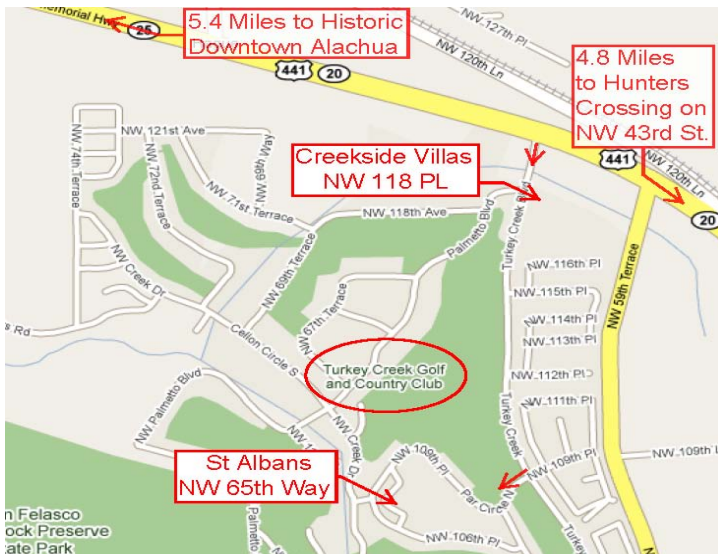 emorial Hwy
25
5.4 Miles to Historic
Downtown Alachua
441
20
NW 127th Pl
NW 120th Ln
4.8 Miles
to Hunters
Crossing on
NW 43rd St.
441
NW 120th Ln
20
NW 121st Ave
NW 74th Terrace
NW 72nd Terrace
NW 71st Terrace
Creekside Villas
NW 118 PL
NW 118th Ave
Palmetto Blvd
NW 69th Terrace
NW Creek Dr
Cellon Circle S
67th Terrace
NW
s Rd
Turkey Creek
NW 116th Pl
NW 115th Pl
NW 114th Pl
NW 113th Pl
NW 112th Pl
NW 111th Pl
NW 59th Terrace
Turkey Creek Golf
and Country Club
NW Palmetto Blvd
NW Creek Dr
Turkey Creek
St Albans
NW 65th Way
NW 109th Pl
Par Circle N
NW 109th Pl
NW 109th
NW 106th Pl
Palmetto
Turkey
n Felasco
ock Preserve
ate Park